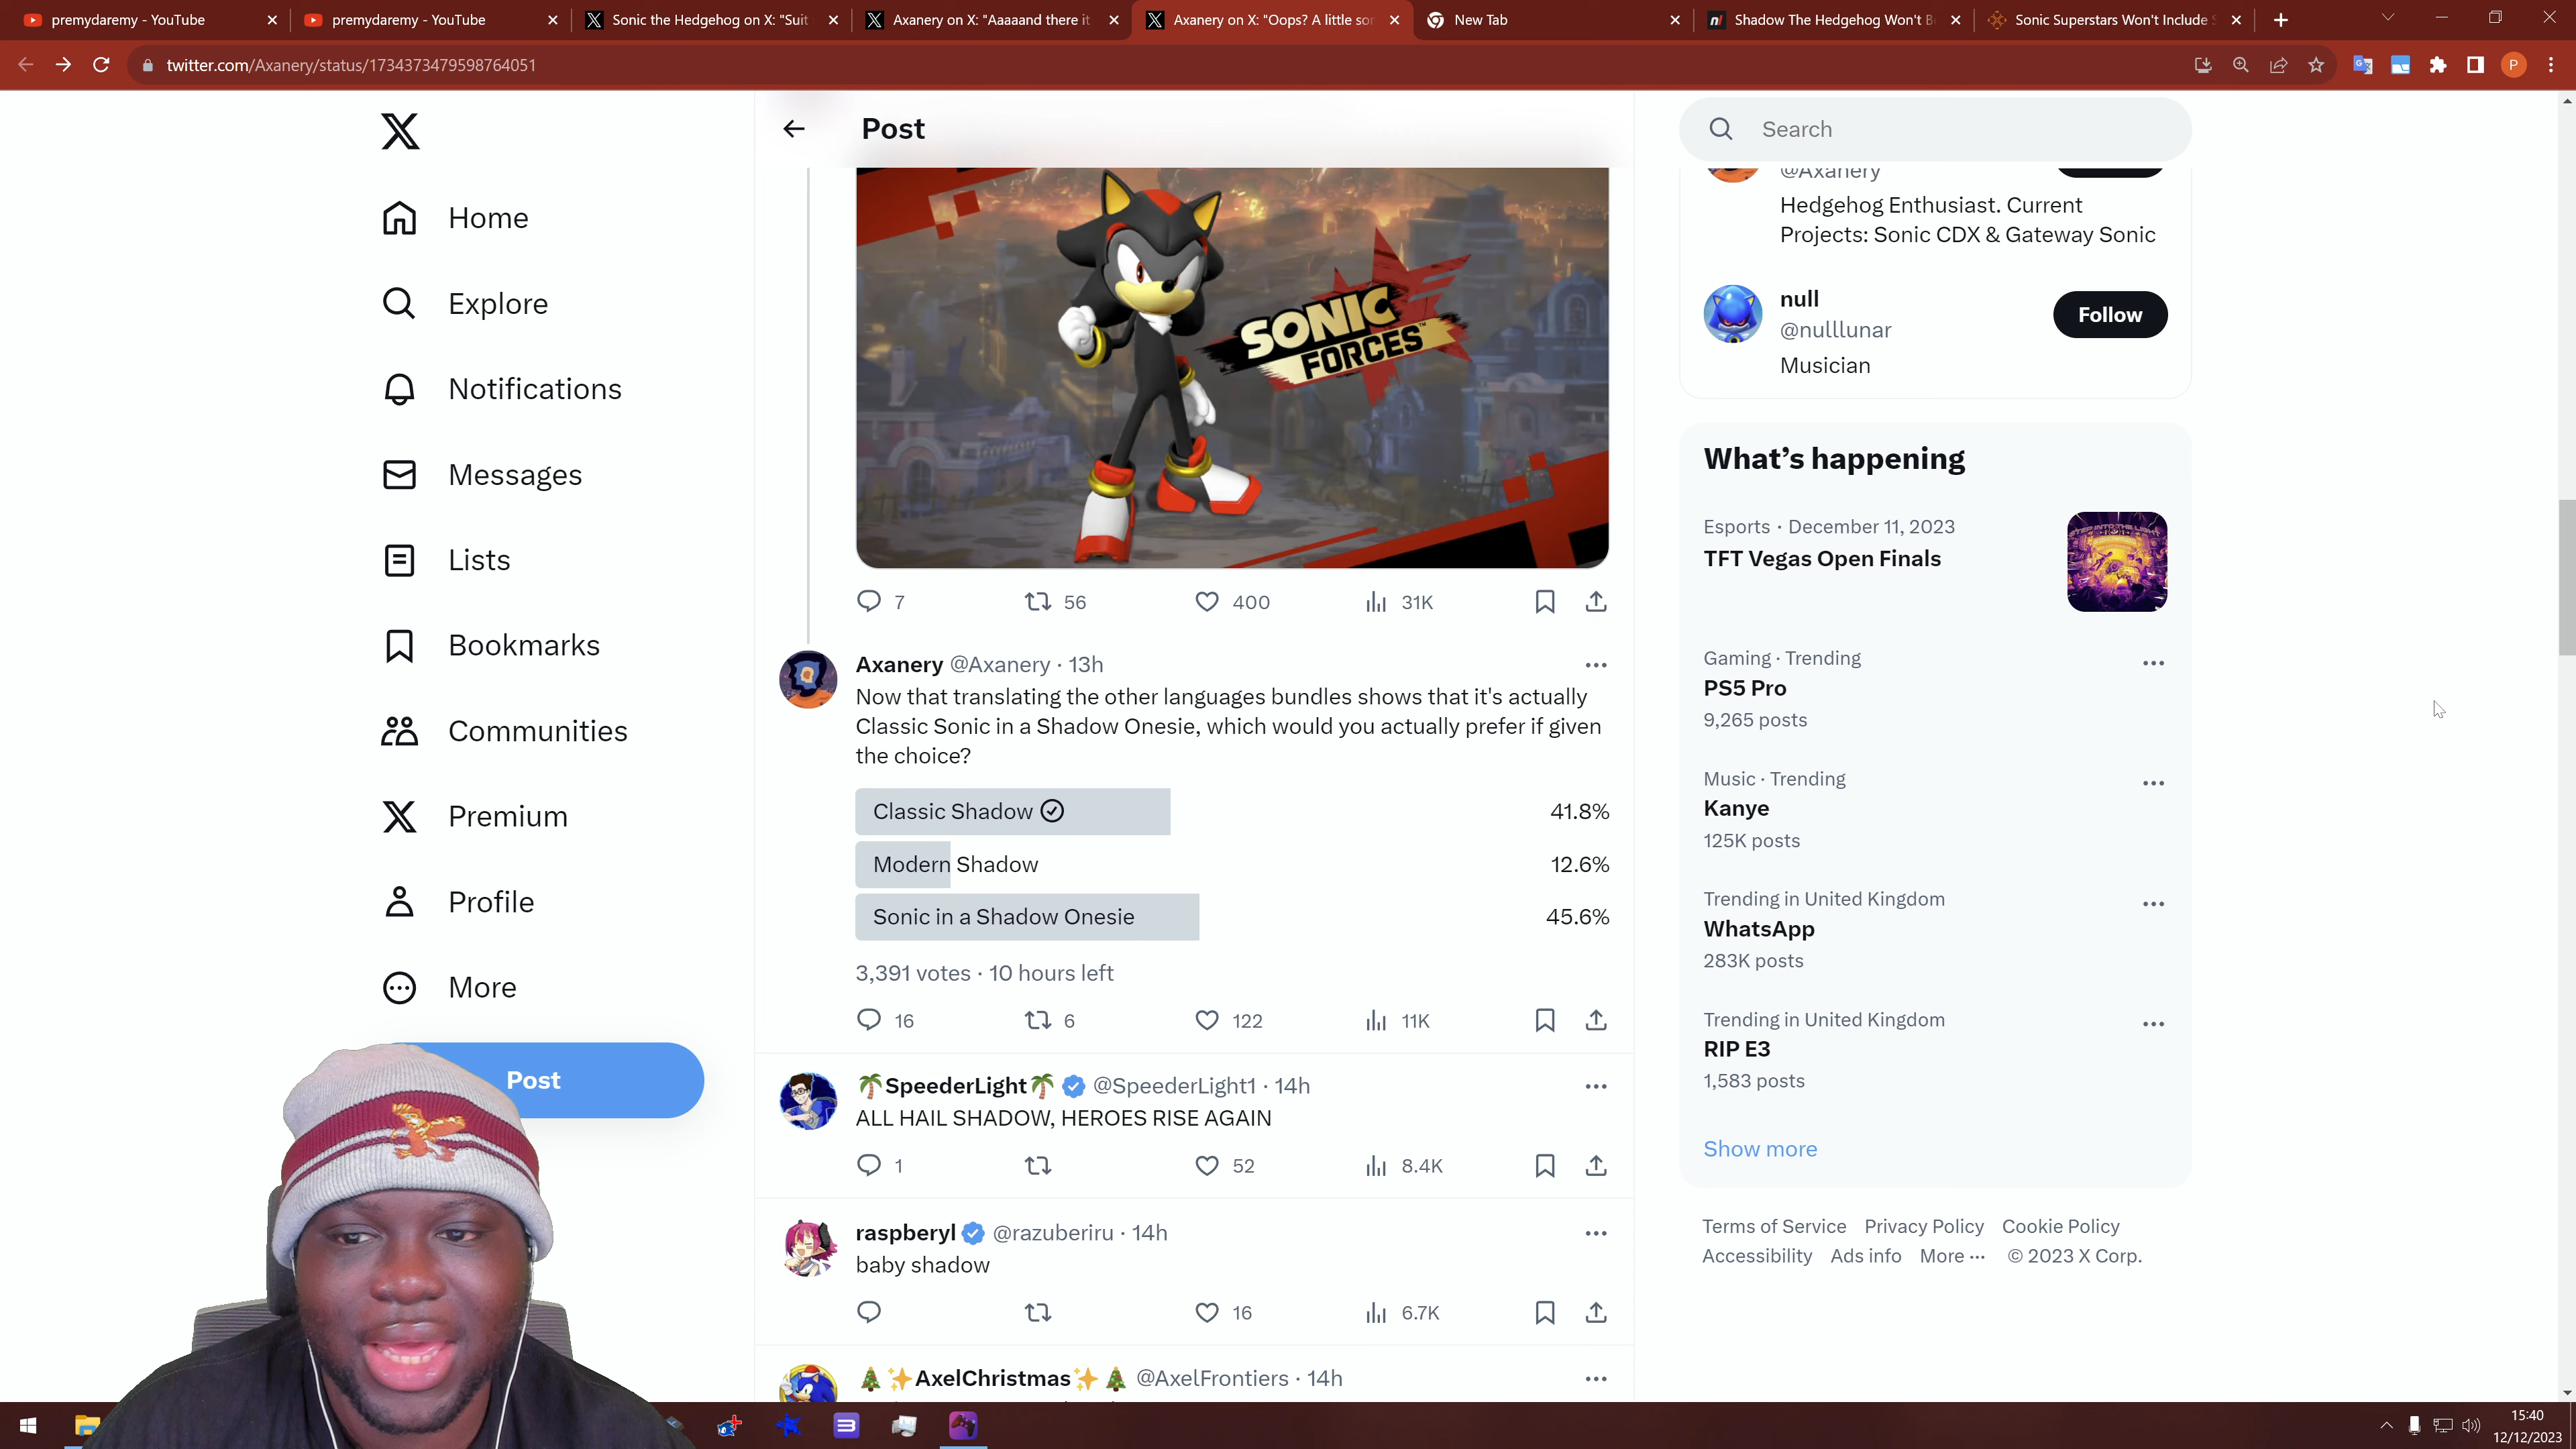 premydaremy - YouTube
premydaremy - YouTube
Sonic the Hedgehog on X: "Suit
Axanery on X: "Aaaaand there it
Axanery on X: "Oops? A little so
New Tab
Shadow The Hedgehog Won't B
Sonic Superstars Won't Include S
twitter.com/Axanery/status/1734373479598764051
P
Home
Explore
Notifications
Messages
Lists
Bookmarks
Communities
Premium
Profile
More
Post
Post
SONIC
FORCES™
7
56
400
31K
Axanery @Axanery · 13h
Now that translating the other languages bundles shows that it's actually
Classic Sonic in a Shadow Onesie, which would you actually prefer if given
the choice?
Classic Shadow 41.8%
Modern Shadow 12.6%
Sonic in a Shadow Onesie 45.6%
3,391 votes · 10 hours left
16
6
122
11K
🌴SpeederLight🌴 @SpeederLight1 · 14h
ALL HAIL SHADOW, HEROES RISE AGAIN
1
52
8.4K
raspberyl @razuberiru · 14h
baby shadow
16
6.7K
🎄✨AxelChristmas✨🎄 @AxelFrontiers · 14h
Search
@Axanery
Hedgehog Enthusiast. Current
Projects: Sonic CDX & Gateway Sonic
null
@nulllunar
Musician
Follow
What's happening
Esports · December 11, 2023
TFT Vegas Open Finals
Gaming · Trending
PS5 Pro
9,265 posts
Music · Trending
Kanye
125K posts
Trending in United Kingdom
WhatsApp
283K posts
Trending in United Kingdom
RIP E3
1,583 posts
Show more
Terms of Service Privacy Policy Cookie Policy
Accessibility Ads info More ··· © 2023 X Corp.
15:40
12/12/2023